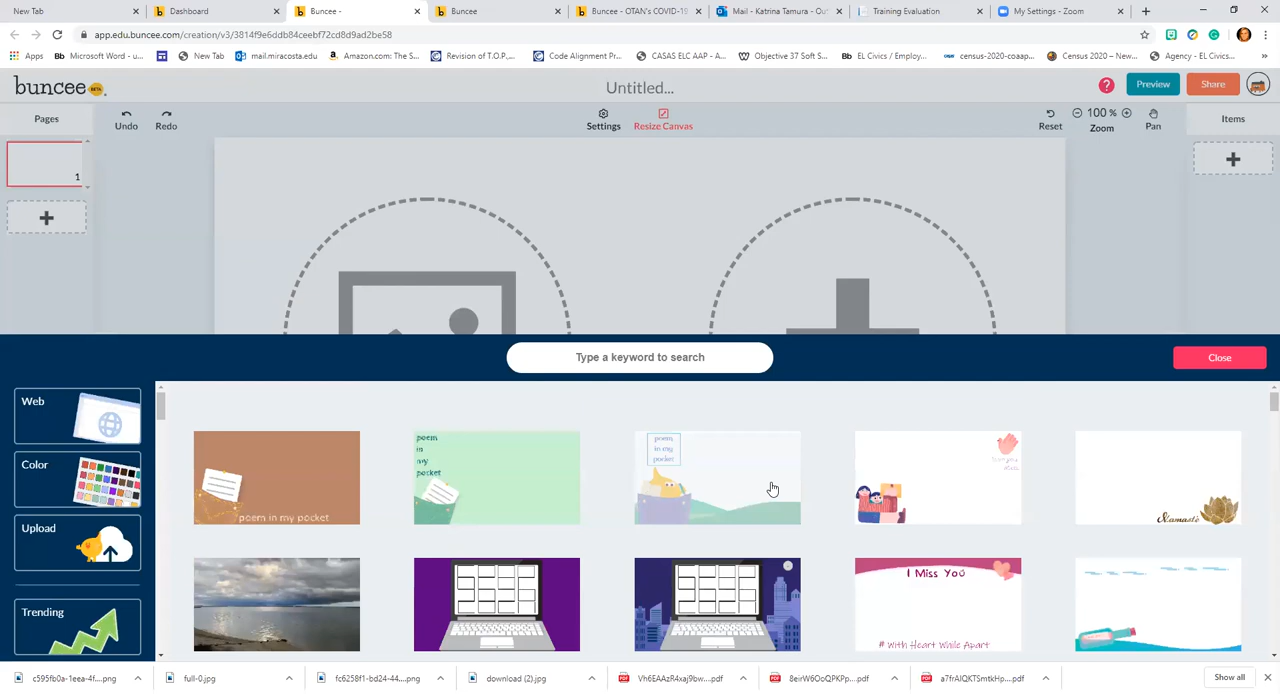 New Tab
Dashboard
Buncee -
Buncee
Buncee - OTAN's COVID-19
Mail - Katrina Tamura - Ou
Training Evaluation
My Settings - Zoom
app.edu.buncee.com/creation/v3/3814f9e6ddb84ceebf72cd8d9ad2be58
Apps
Bb Microsoft Word - u...
New Tab
mail.miracosta.edu
Amazon.com: The S...
Revision of T.O.P,...
Code Alignment Pr...
CASAS ELC AAP - A...
Objective 37 Soft S...
Bb EL Civics / Employ...
census-2020-coaap...
Census 2020 – New...
Agency - EL Civics...
buncee BETA
Untitled...
Preview
Share
Pages
Undo
Redo
Settings
Resize Canvas
Reset
100 %
Zoom
Pan
Items
1
Type a keyword to search
Close
Web
Color
Upload
Trending
poem in my pocket
poem
in
my
pocket
poem
in my
pocket
Namasté
I Miss You
# With Heart While Apart
c595fb0a-1eea-4f....png
full-0.jpg
fc6258f1-bd24-44....png
download (2).jpg
Vh6EAAzR4xaj9bw....pdf
8eirW6OoQPKPp....pdf
a7frAlQKTSmtkHp....pdf
Show all